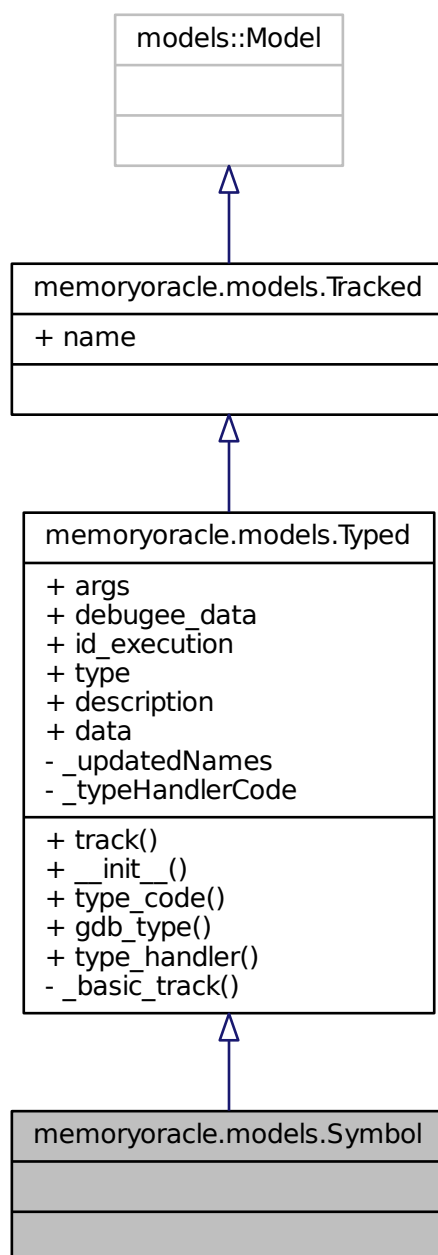 models::Model
memoryoracle.models.Tracked
+ name
memoryoracle.models.Typed
+ args
+ debugee_data
+ id_execution
+ type
+ description
+ data
- _updatedNames
- _typeHandlerCode
+ track()
+ __init__()
+ type_code()
+ gdb_type()
+ type_handler()
- _basic_track()
memoryoracle.models.Symbol